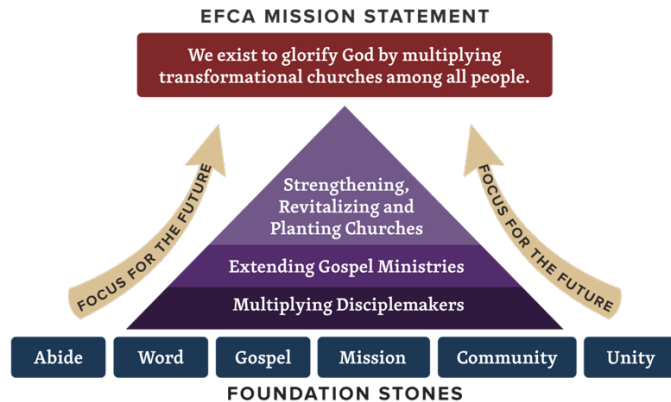 EFCA MISSION STATEMENT
We exist to glorify God by multiplying
transformational churches among all people.
FOCUS FOR THE FUTURE
FOCUS FOR THE FUTURE
Strengthening,
Revitalizing and
Planting Churches
Extending Gospel Ministries
Multiplying Disciplemakers
Abide Word Gospel Mission Community Unity
FOUNDATION STONES